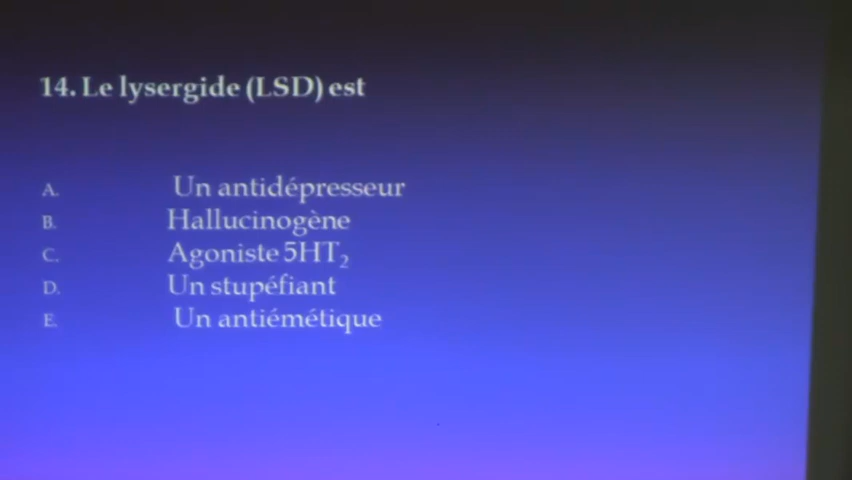 14. Le lysergide (LSD) est
A. Un antidépresseur
B. Hallucinogène
C. Agoniste 5HT₂
D. Un stupéfiant
E. Un antiémétique